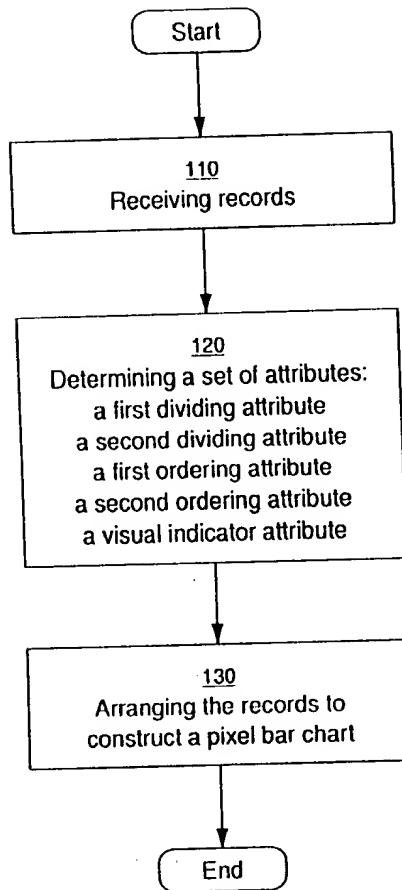 Start
110
Receiving records
120
Determining a set of attributes:
a first dividing attribute
a second dividing attribute
a first ordering attribute
a second ordering attribute
a visual indicator attribute
130
Arranging the records to
construct a pixel bar chart
End